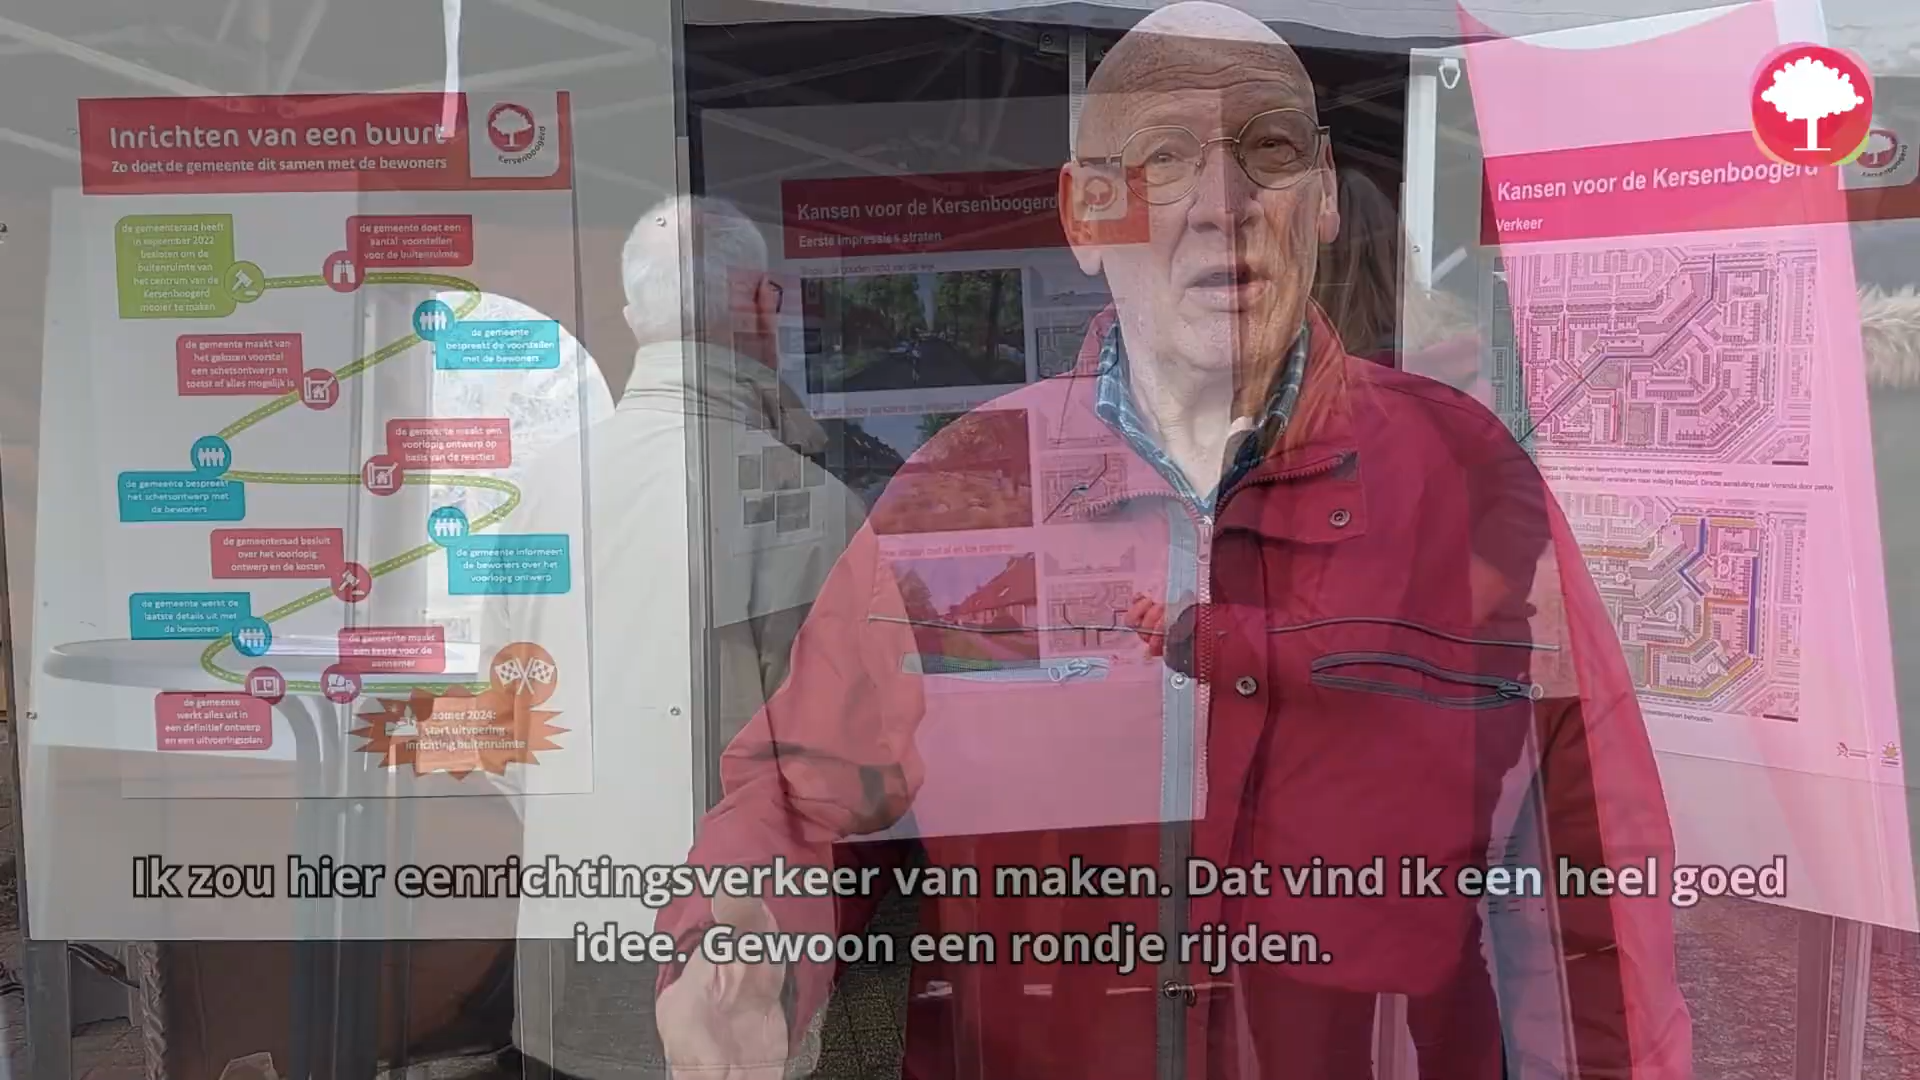 Inrichten van een buurt
Zo doet de gemeente dit samen met de bewoners
Kersenboogerd
de gemeenteraad heeft
in september 2022
besloten om de
buitenruimte van
het centrum van de
Kersenboogerd
mooier te maken
de gemeente doet een
aantal voorstellen
voor de buitenruimte
de gemeente
bespreekt de voorstellen
met de bewoners
de gemeente maakt van
het gekozen voorstel
een schetsontwerp en
toetst of alles mogelijk is
de gemeente maakt een
voorlopig ontwerp op
basis van de reacties
de gemeente bespreekt
het schetsontwerp met
de bewoners
de gemeenteraad besluit
over het voorlopig
ontwerp en de kosten
de gemeente informeert
de bewoners over het
voorlopig ontwerp
de gemeente werkt de
laatste details uit met
de bewoners
de gemeente maakt
een keuze voor de
aannemer
de gemeente
werkt alles uit in
een definitief ontwerp
en een uitvoeringsplan
zomer 2024:
start uitvoering
inrichting buitenruimte
Kansen voor de Kersenboogerd
Eerste impressies straten
Kansen voor de Kersenboogerd
Verkeer
Ik zou hier eenrichtingsverkeer van maken. Dat vind ik een heel goed
idee. Gewoon een rondje rijden.